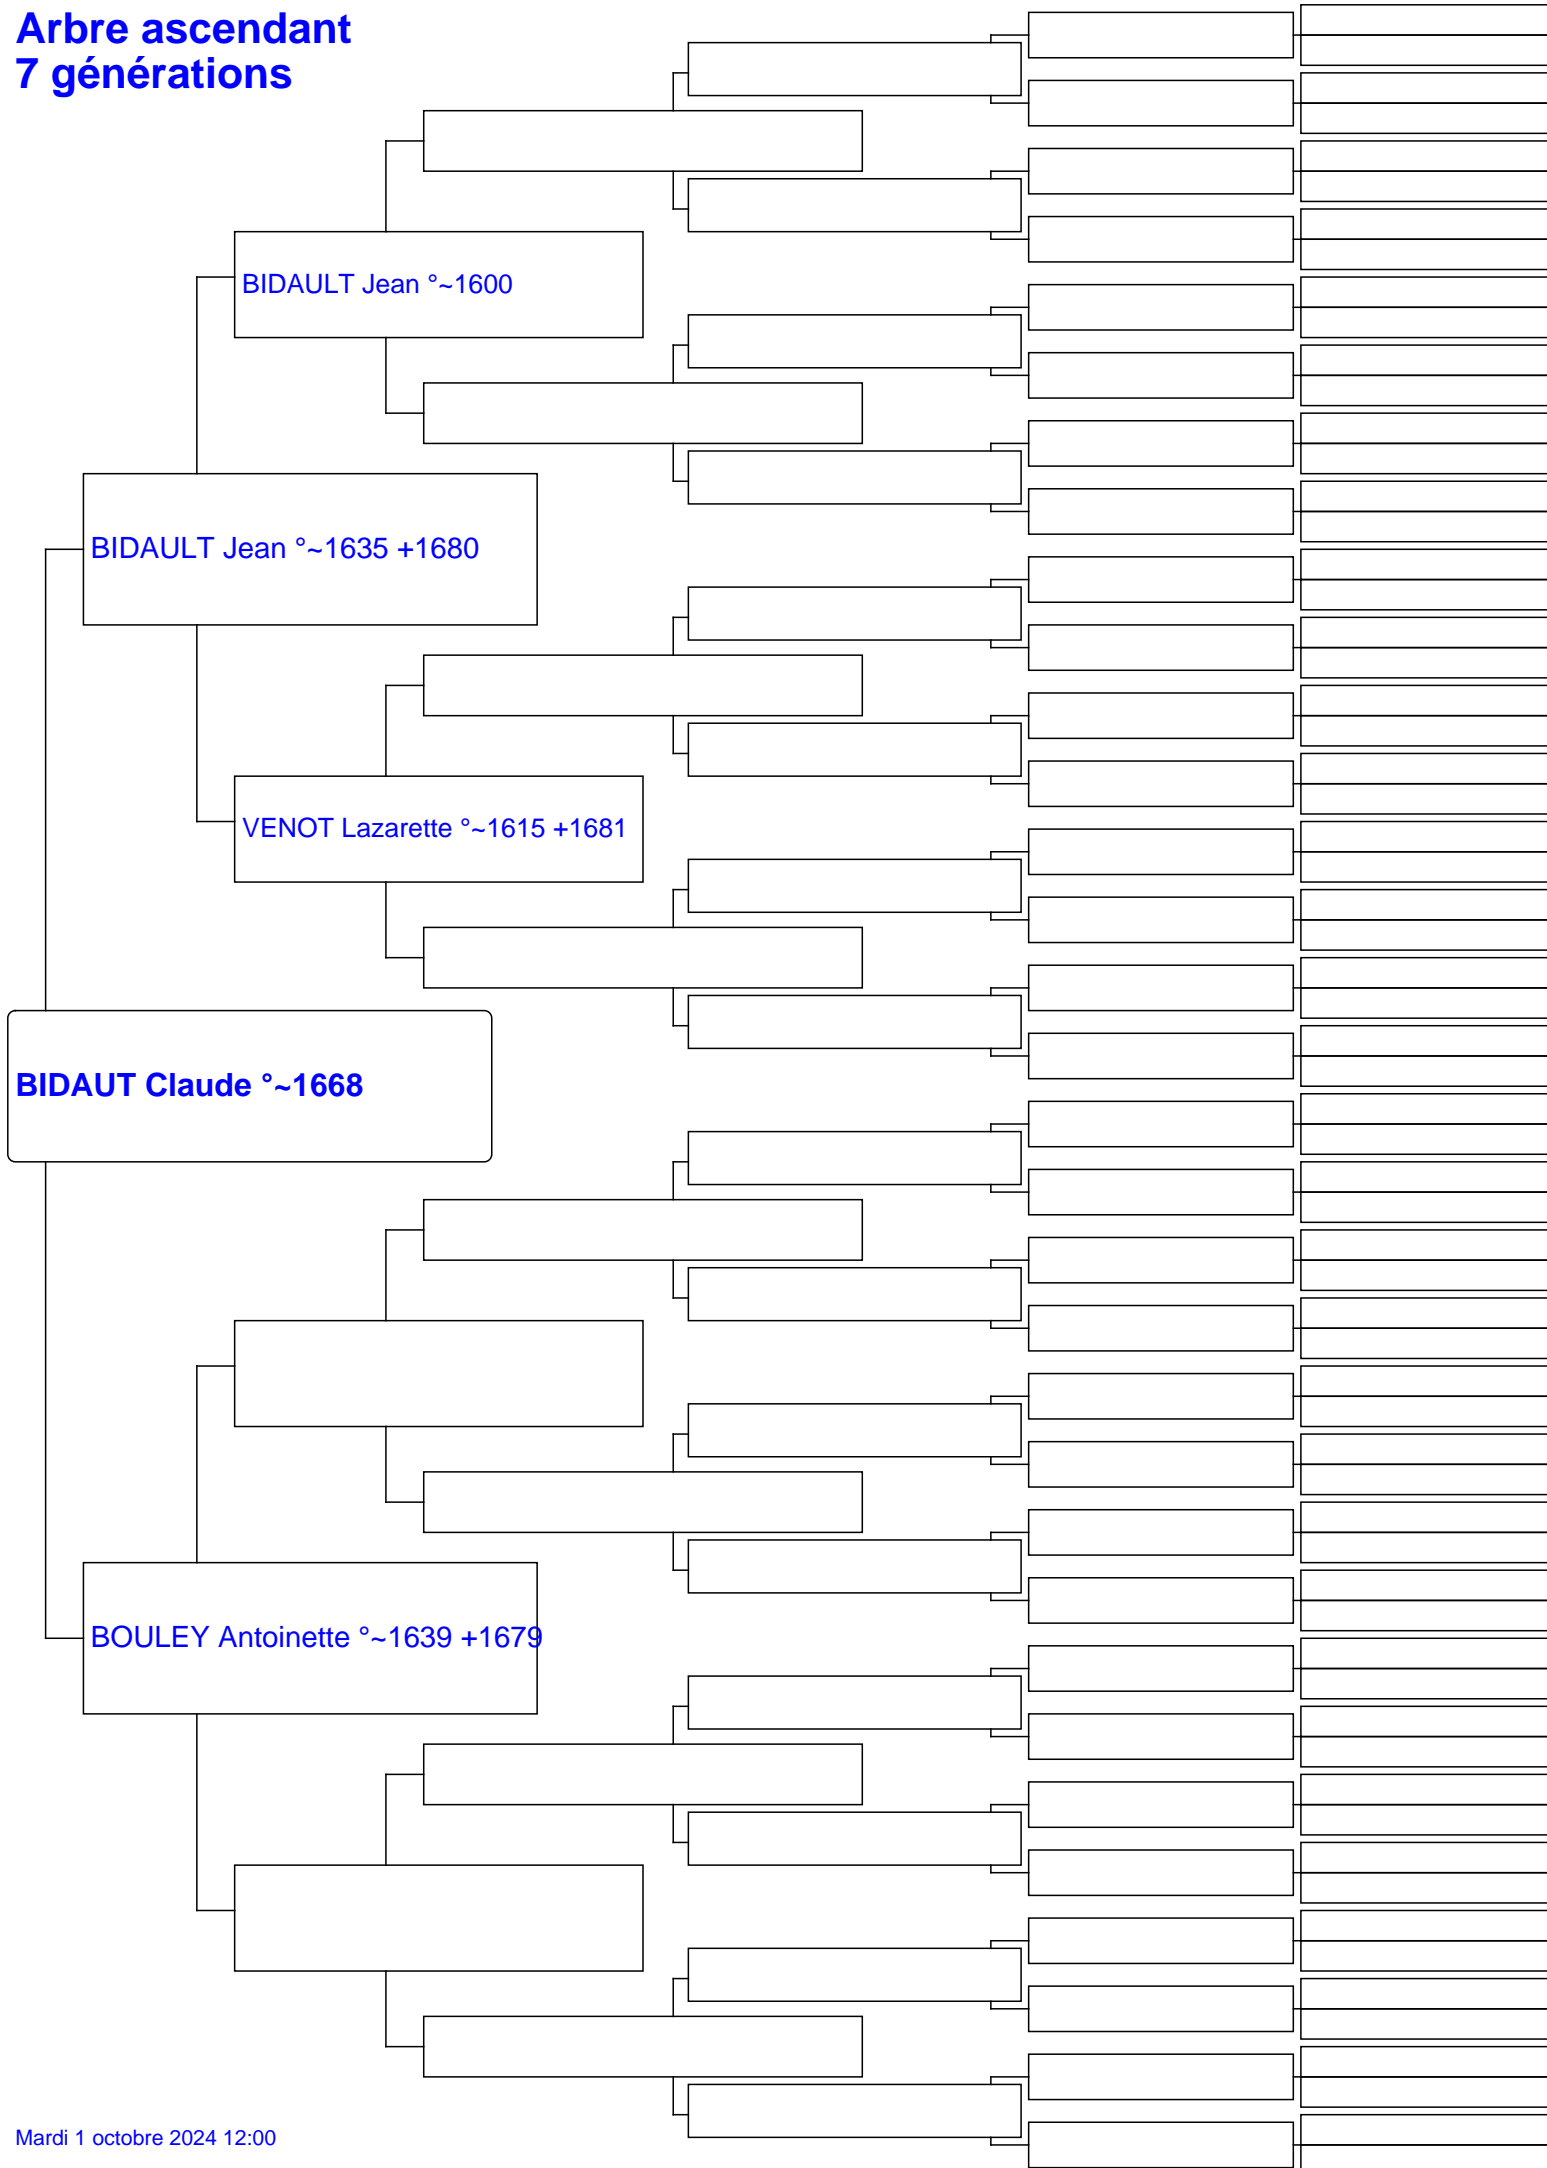 Arbre ascendant
7 générations
BIDAULT Jean °~1600
BIDAULT Jean °~1635 +1680
VENOT Lazarette °~1615 +1681
BIDAUT Claude °~1668
BOULEY Antoinette °~1639 +1679
Mardi 1 octobre 2024 12:00